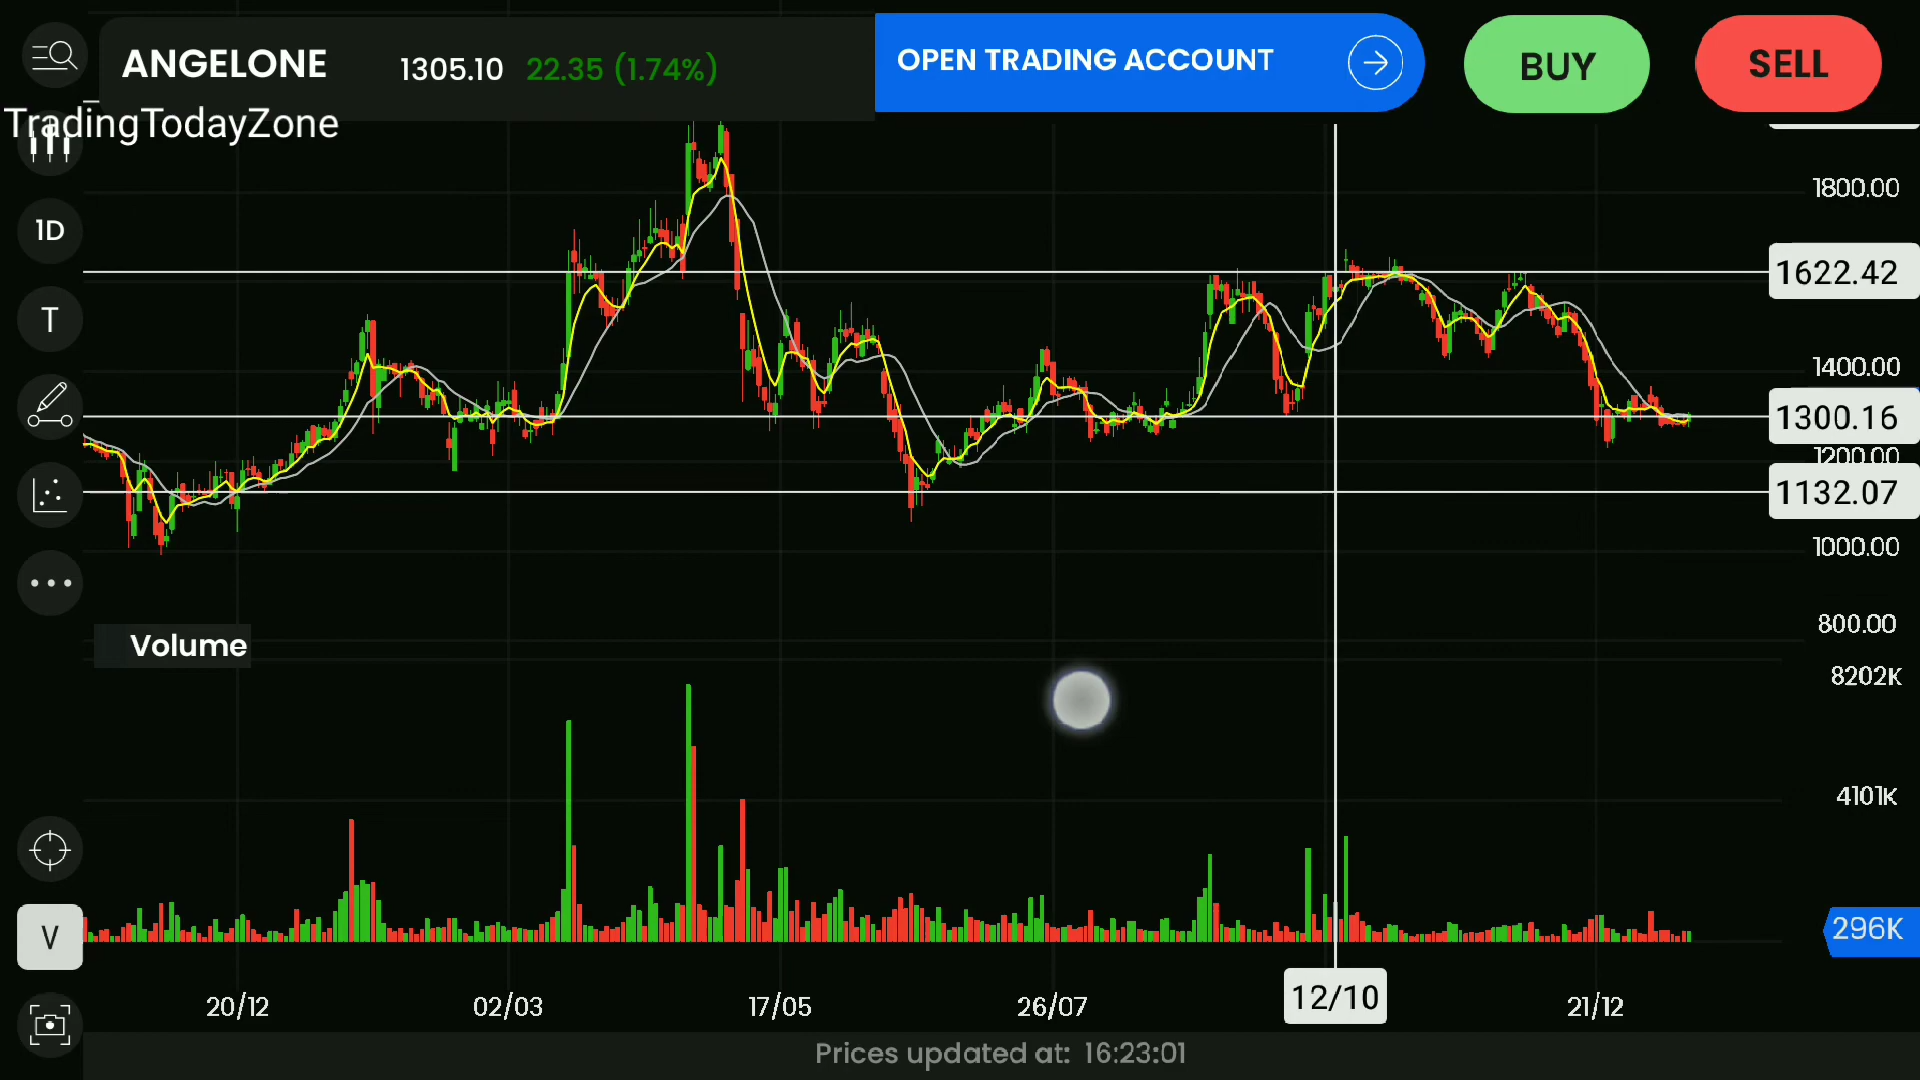 ANGELONE 1305.10 22.35 (1.74%) OPEN TRADING ACCOUNT BUY SELL
TradingTodayZone
1D
T
V
1800.00
1622.42
1400.00
1300.16
1200.00
1132.07
1000.00
800.00
Volume
8202K
4101K
296K
20/12 02/03 17/05 26/07 12/10 21/12
Prices updated at: 16:23:01